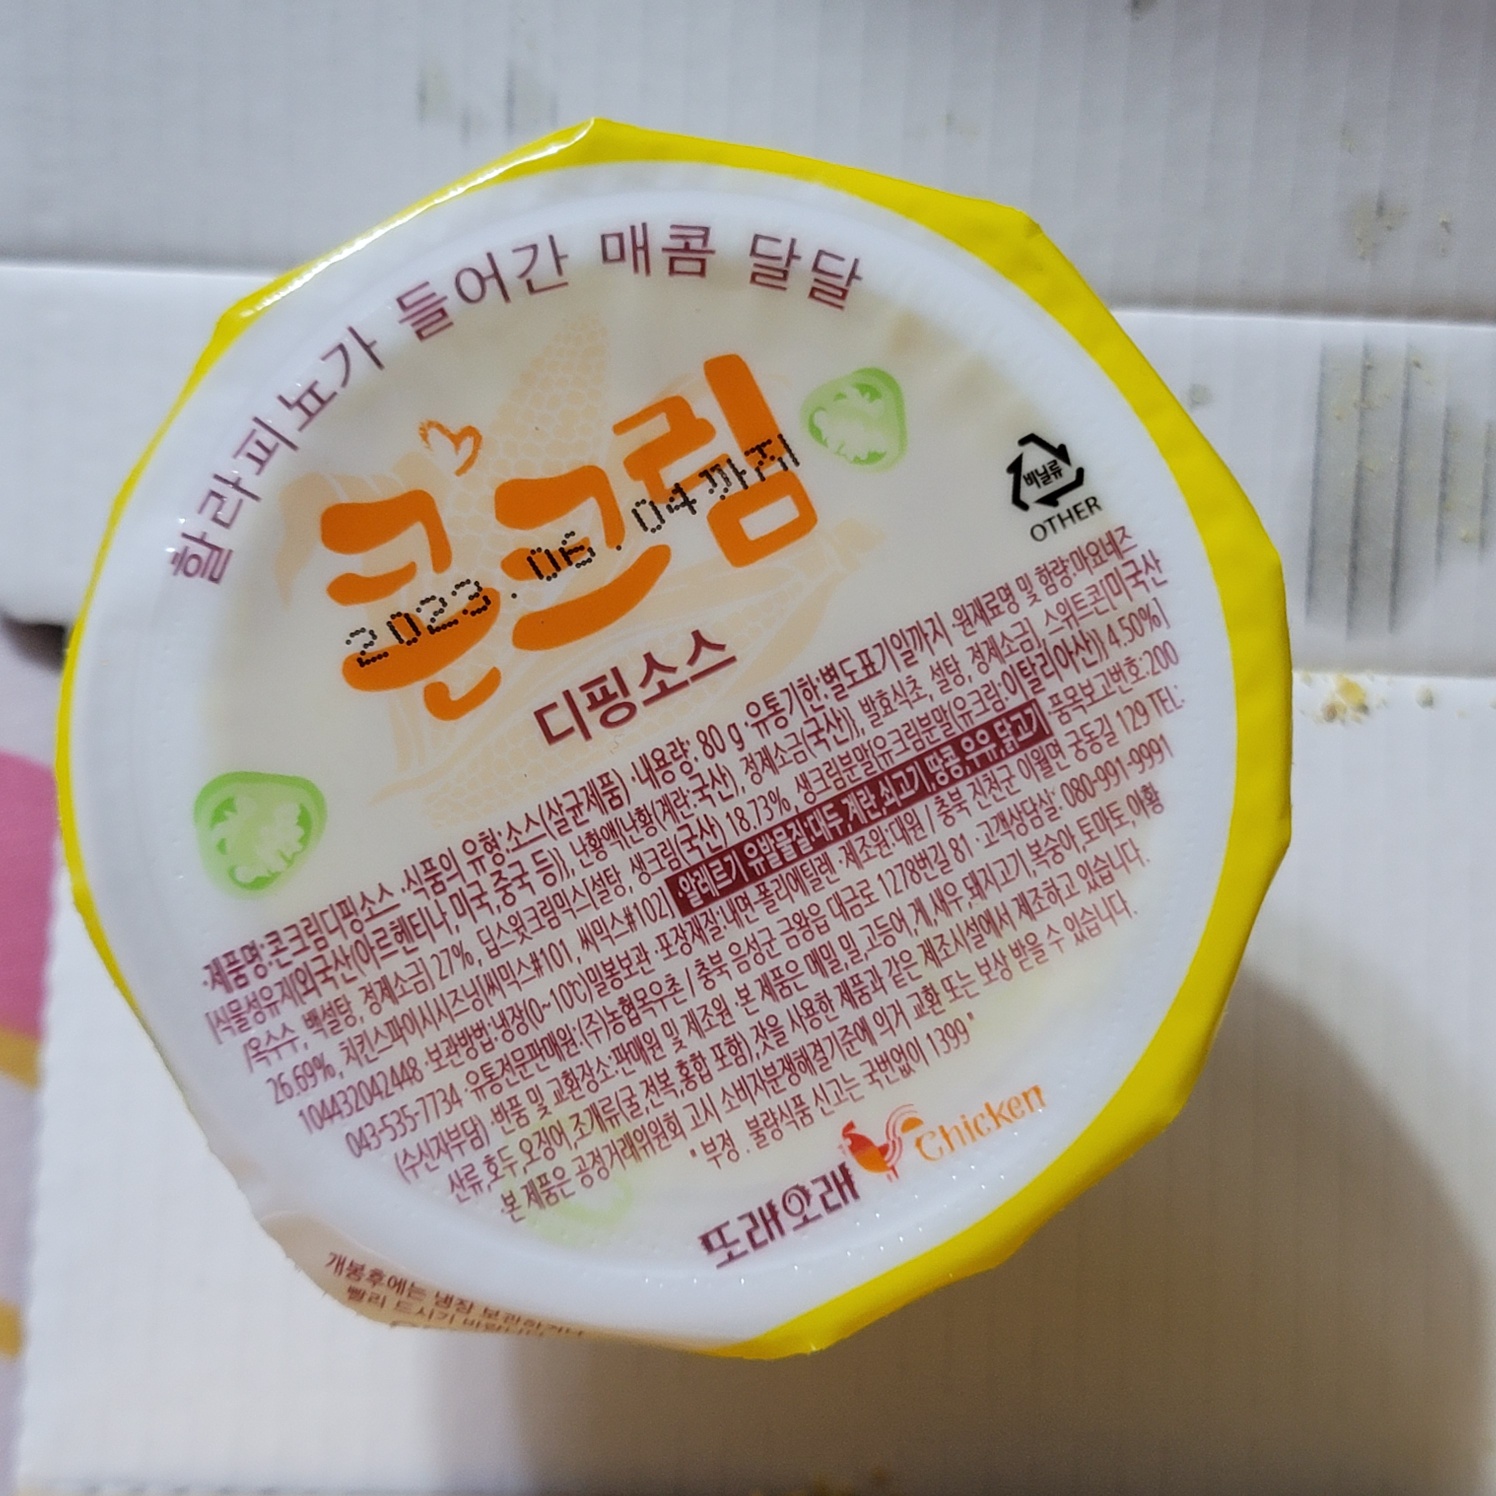 할라피뇨가 들어간 매콤 달달
콘크림
2023.06.04까지
디핑소스
비닐류
OTHER
·제품명:콘크림디핑소스 ·식품의 유형:소스(살균제품) ·내용량: 80 g ·유통기한:별도표기일까지 ·원재료명 및 함량:마요네즈
[식물성유지[외국산(아르헨티나, 미국,중국 등)], 난황액{난황(계란:국산), 정제소금(국산)}, 발효식초, 설탕, 정제소금], 스위트콘[미국산
(옥수수, 백설탕, 정제소금] 27%, 딥스윗크림믹스[설탕, 생크림(국산) 18.73%, 생크림분말{유크림분말(유크림:이탈리아산)} 4.50%]
26.69%, 치킨스파이시시즈닝[씨믹스#101, 씨믹스#102] ·알레르기 유발물질:대두,계란,쇠고기,땅콩,우유,닭고기 ·품목보고번호:200
104432042448 ·보관방법:냉장(0~10℃)밀봉보관 ·포장재질:내면 폴리에틸렌 ·제조원:대원 / 충북 진천군 이월면 궁동길 129 TEL:
043-535-7734 ·유통전문판매원:(주)농협목우촌 / 충북 음성군 금왕읍 대금로 1278번길 81 ·고객상담실: 080-991-9991
(수신자부담) ·반품 및 교환장소:판매원 및 제조원 ·본 제품은 메밀,밀,고등어,게,새우,돼지고기,복숭아,토마토,아황
산류,호두,오징어,조개류(굴,전복,홍합 포함),잣을 사용한 제품과 같은 제조시설에서 제조하고 있습니다.
·본 제품은 공정거래위원회 고시 소비자분쟁해결기준에 의거 교환 또는 보상 받을 수 있습니다.
"부정 . 불량식품 신고는 국번없이 1399"
또래오래 Chicken
개봉후에는 냉장 보관하거나
빨리 드시기 바랍니다